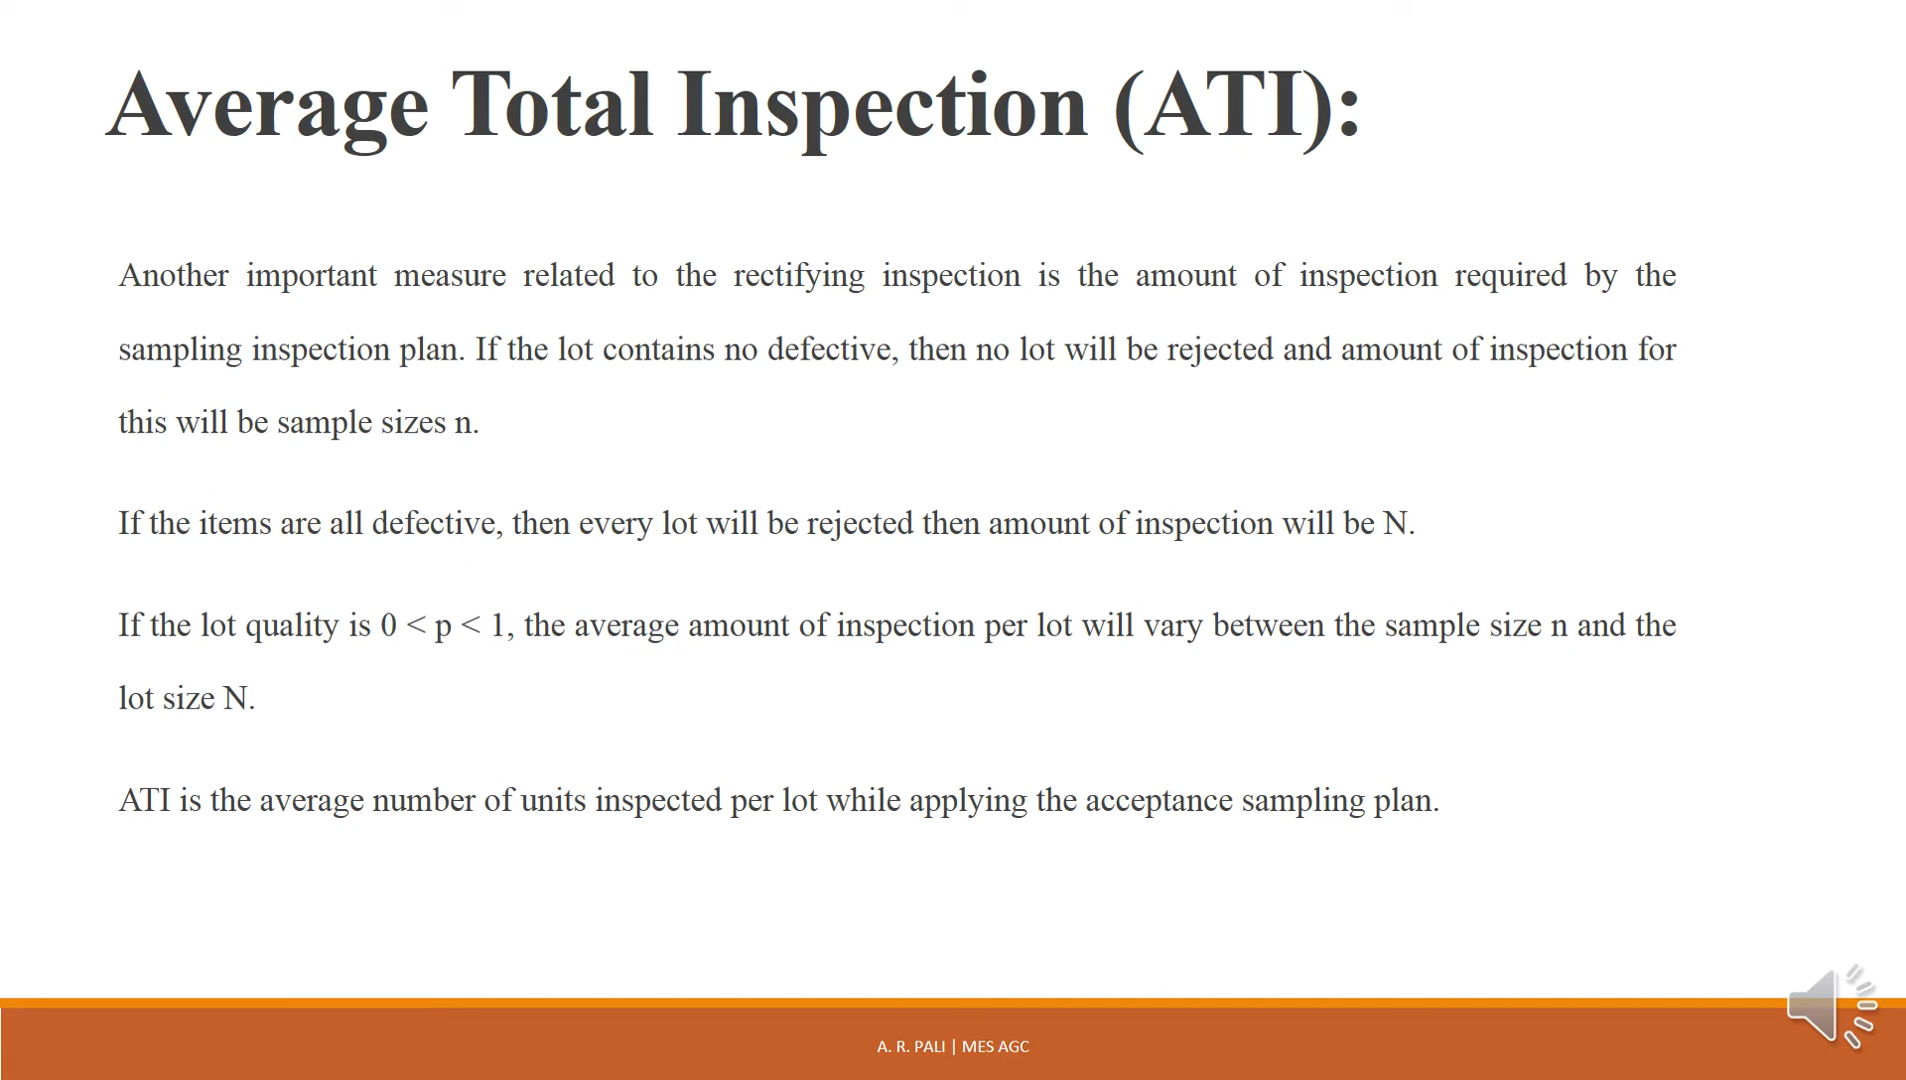 Average Total Inspection (ATI):
Another important measure related to the rectifying inspection is the amount of inspection required by the
sampling inspection plan. If the lot contains no defective, then no lot will be rejected and amount of inspection for
this will be sample sizes n.
If the items are all defective, then every lot will be rejected then amount of inspection will be N.
If the lot quality is 0 < p < 1, the average amount of inspection per lot will vary between the sample size n and the
lot size N.
ATI is the average number of units inspected per lot while applying the acceptance sampling plan.
A. R. PALI | MES AGC